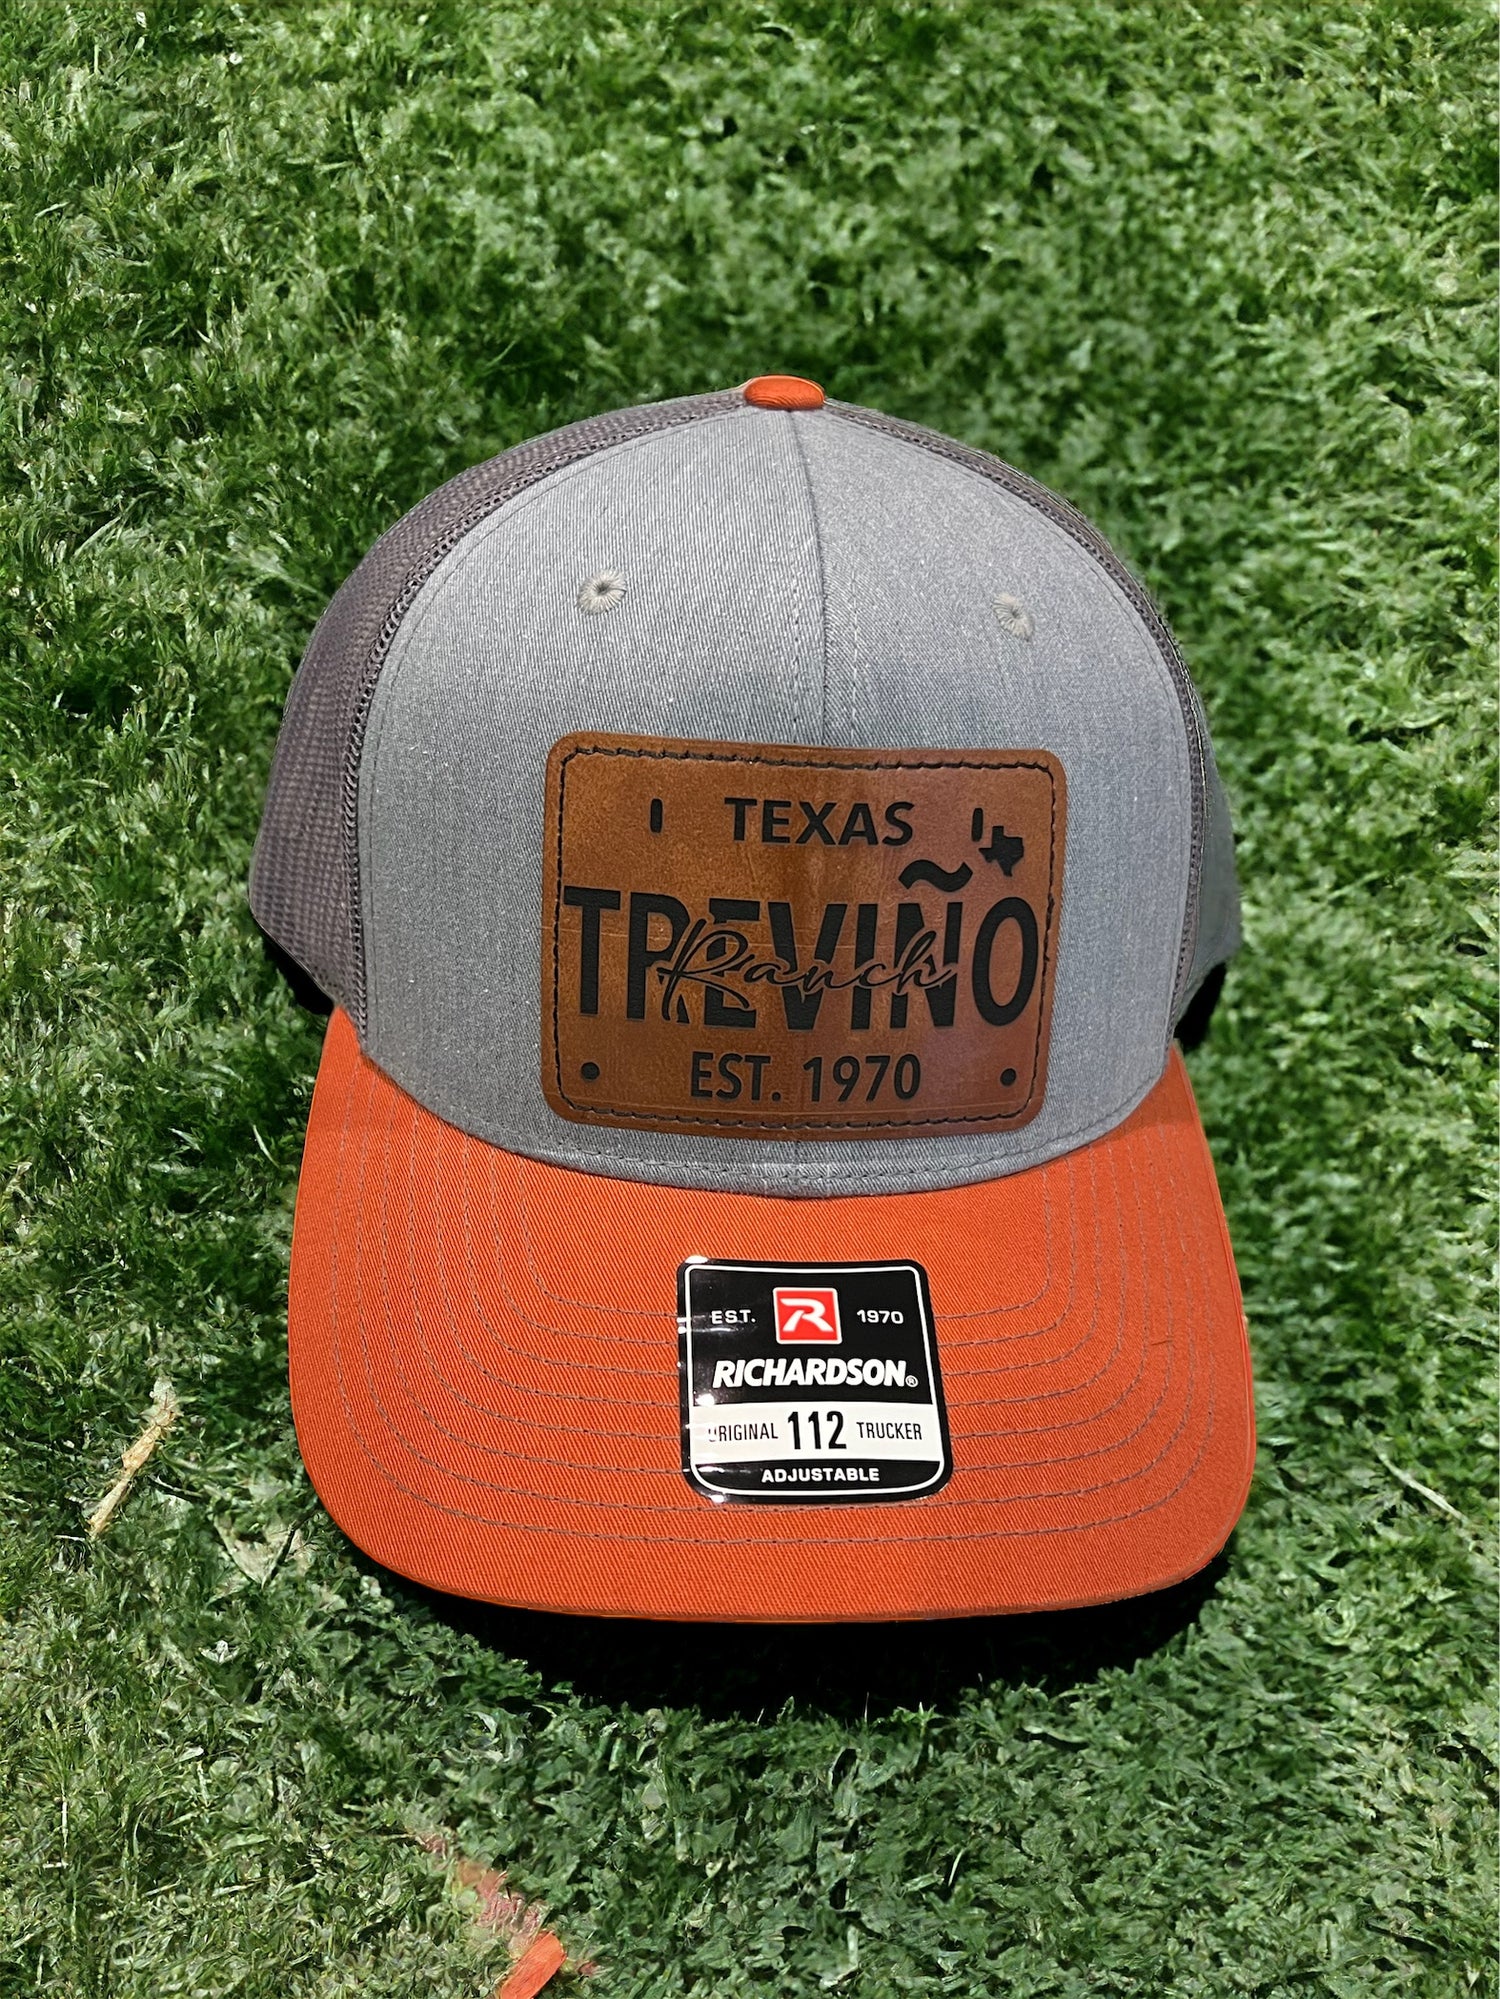 TEXAS
TREVIÑO
Ranch
EST. 1970
EST. R 1970
RICHARDSON®
ORIGINAL 112 TRUCKER
ADJUSTABLE